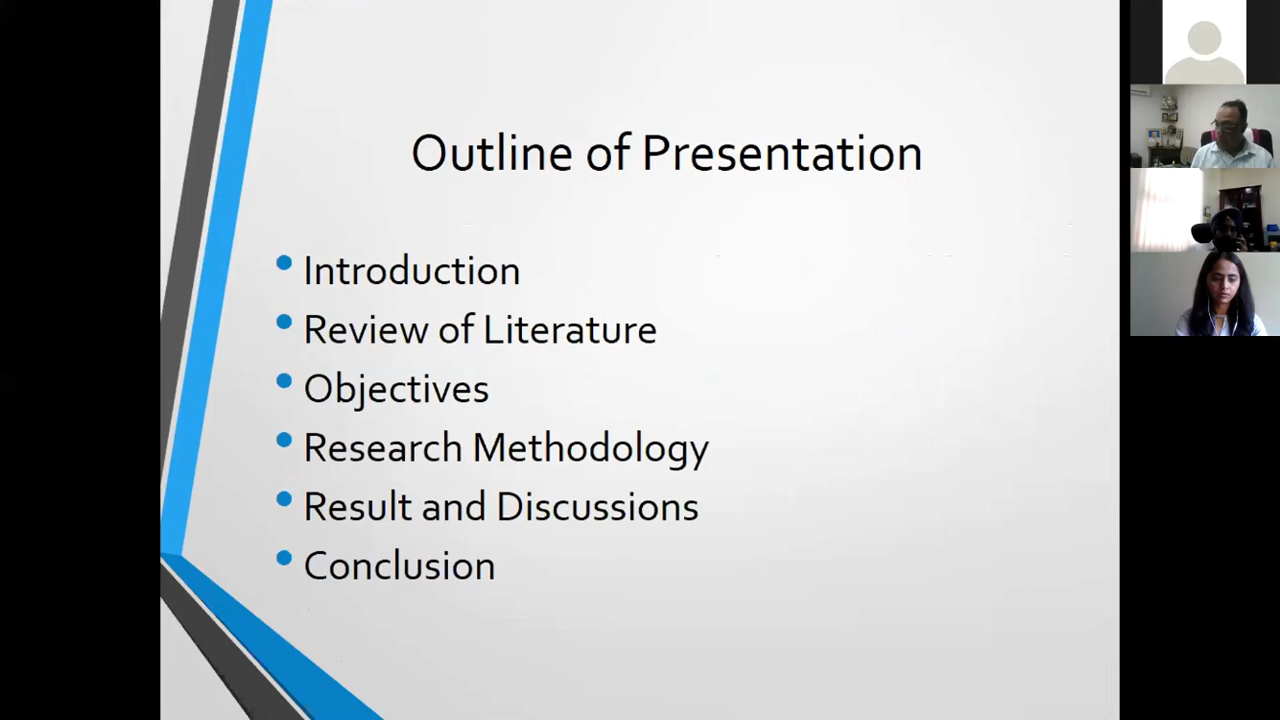 Outline of Presentation
Introduction
Review of Literature
Objectives
Research Methodology
Result and Discussions
Conclusion